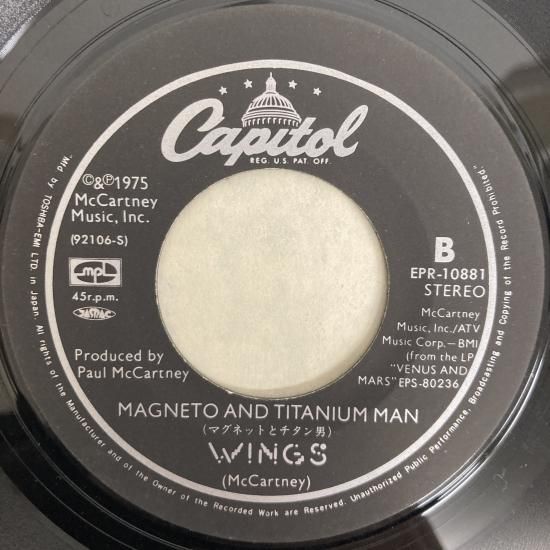 Capitol
REG. U.S. PAT. OFF.
©&℗1975
McCartney
Music, Inc.
(92106-S)
mpl
45r.p.m.
JASRAC
Produced by
Paul McCartney
B
EPR-10881
STEREO
McCartney
Music, Inc./ATV
Music Corp.–BMI
(from the LP
"VENUS AND
MARS" EPS-80236)
MAGNETO AND TITANIUM MAN
(マグネットとチタン男)
WINGS
(McCartney)
"Mfd by TOSHIBA-EMI LTD. in Japan. All rights of the Manufacturer and of the Owner of the Recorded Work are Reserved. Unauthorized Public Performance, Broadcasting and Copying of the Record Prohibited."